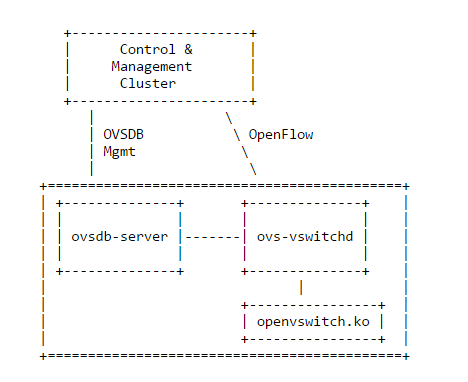 Control &
Management
Cluster
OVSDB OpenFlow
Mgmt
ovsdb-server ovs-vswitchd
openvswitch.ko